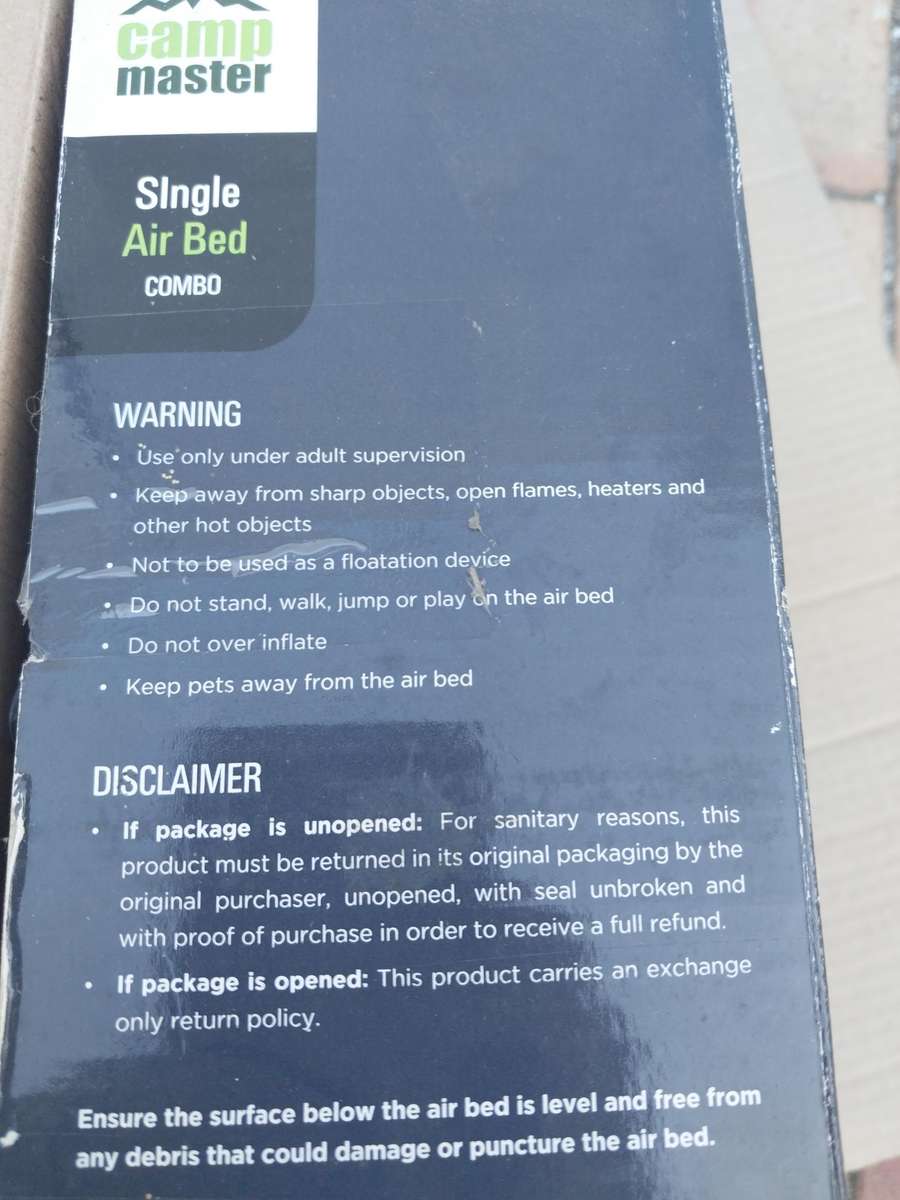 camp
master
SIngle
Air Bed
COMBO
WARNING
• Use only under adult supervision
• Keep away from sharp objects, open flames, heaters and
other hot objects
• Not to be used as a floatation device
• Do not stand, walk, jump or play on the air bed
• Do not over inflate
• Keep pets away from the air bed
DISCLAIMER
• If package is unopened: For sanitary reasons, this
product must be returned in its original packaging by the
original purchaser, unopened, with seal unbroken and
with proof of purchase in order to receive a full refund.
• If package is opened: This product carries an exchange
only return policy.
Ensure the surface below the air bed is level and free from
any debris that could damage or puncture the air bed.